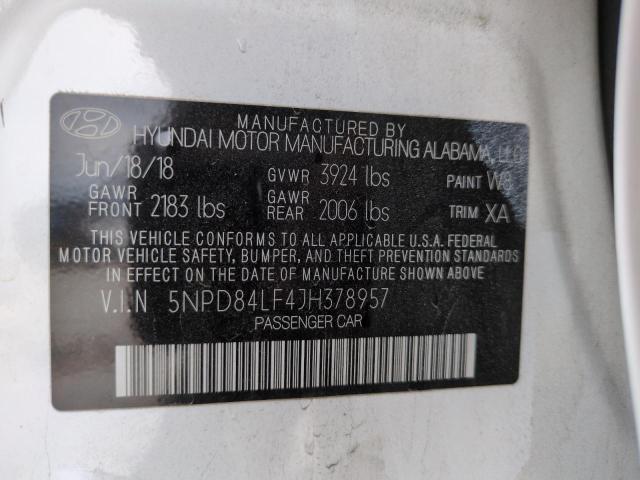 MANUFACTURED BY
HYUNDAI MOTOR MANUFACTURING ALABAMA, LLC
Jun/18/18 GVWR 3924 lbs PAINT W8
GAWR FRONT 2183 lbs GAWR REAR 2006 lbs TRIM XA
THIS VEHICLE CONFORMS TO ALL APPLICABLE U.S.A. FEDERAL
MOTOR VEHICLE SAFETY, BUMPER, AND THEFT PREVENTION STANDARDS
IN EFFECT ON THE DATE OF MANUFACTURE SHOWN ABOVE.
V.I.N 5NPD84LF4JH378957
PASSENGER CAR